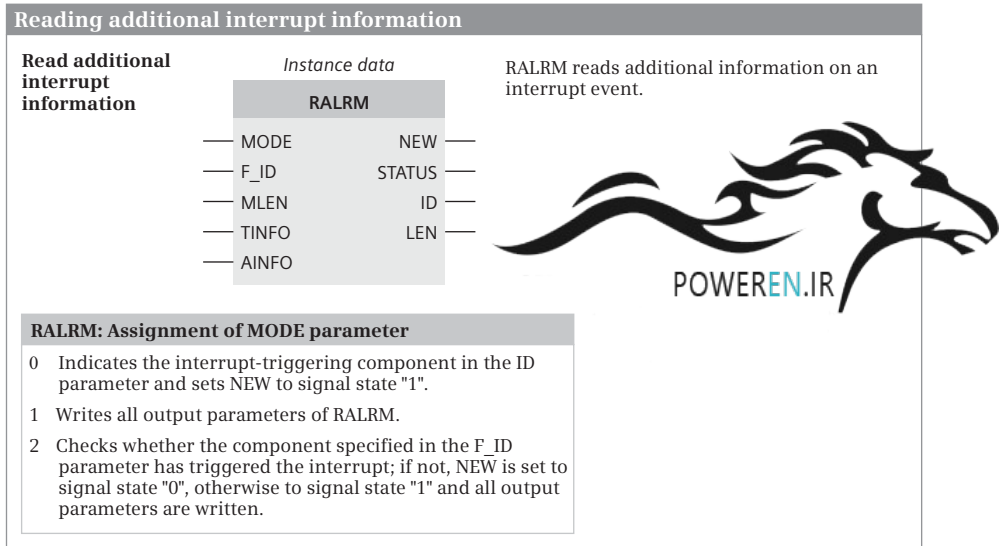 Reading additional interrupt information
Read additional
interrupt
information
Instance data
RALRM
MODE
F_ID
MLEN
TINFO
AINFO
NEW
STATUS
ID
LEN
RALRM reads additional information on an
interrupt event.
POWEREN.IR
RALRM: Assignment of MODE parameter
0 Indicates the interrupt-triggering component in the ID
parameter and sets NEW to signal state "1".
1 Writes all output parameters of RALRM.
2 Checks whether the component specified in the F_ID
parameter has triggered the interrupt; if not, NEW is set to
signal state "0", otherwise to signal state "1" and all output
parameters are written.